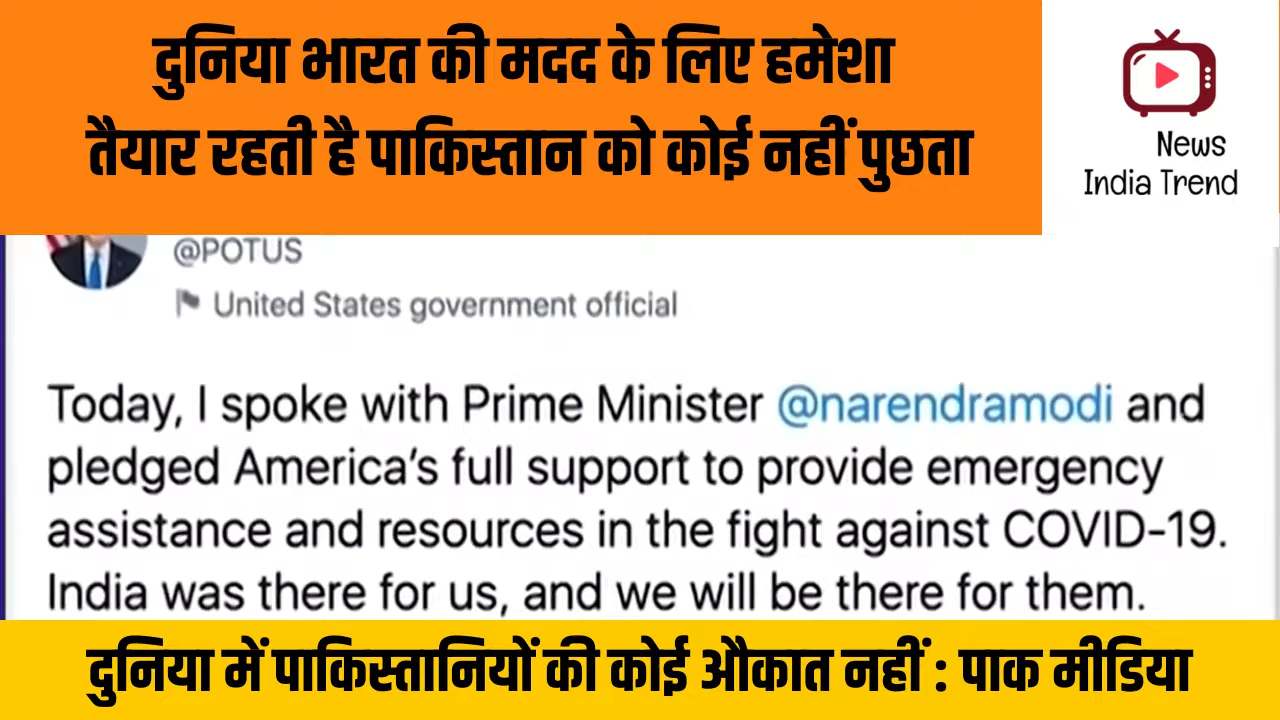 दुनिया भारत की मदद के लिए हमेशा
तैयार रहती है पाकिस्तान को कोई नहीं पुछता
News
India Trend
@POTUS
United States government official
Today, I spoke with Prime Minister @narendramodi and
pledged America's full support to provide emergency
assistance and resources in the fight against COVID-19.
India was there for us, and we will be there for them.
दुनिया में पाकिस्तानियों की कोई औकात नहीं : पाक मीडिया